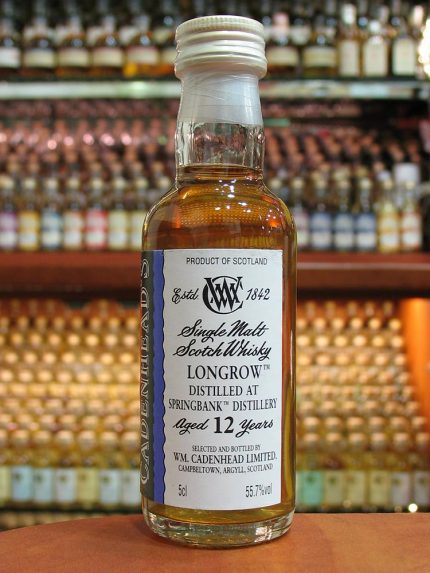 PRODUCT OF SCOTLAND
Estd. WC 1842
Single Malt
Scotch Whisky
LONGROW™
DISTILLED AT
SPRINGBANK™ DISTILLERY
Aged 12 Years
SELECTED AND BOTTLED BY
WM. CADENHEAD LIMITED.
CAMPBELTOWN, ARGYLL, SCOTLAND
5cl 55.7%vol
CADENHEAD'S